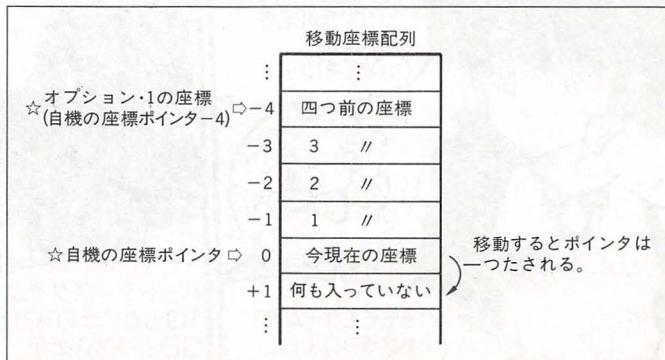 移動座標配列
⋮ ⋮
☆オプション・1の座標
(自機の座標ポインタ−4)⇨−4 四つ前の座標
−3 3 〃
−2 2 〃
−1 1 〃
☆自機の座標ポインタ⇨ 0 今現在の座標
+1 何も入っていない
⋮ ⋮
移動するとポインタは
一つたされる。